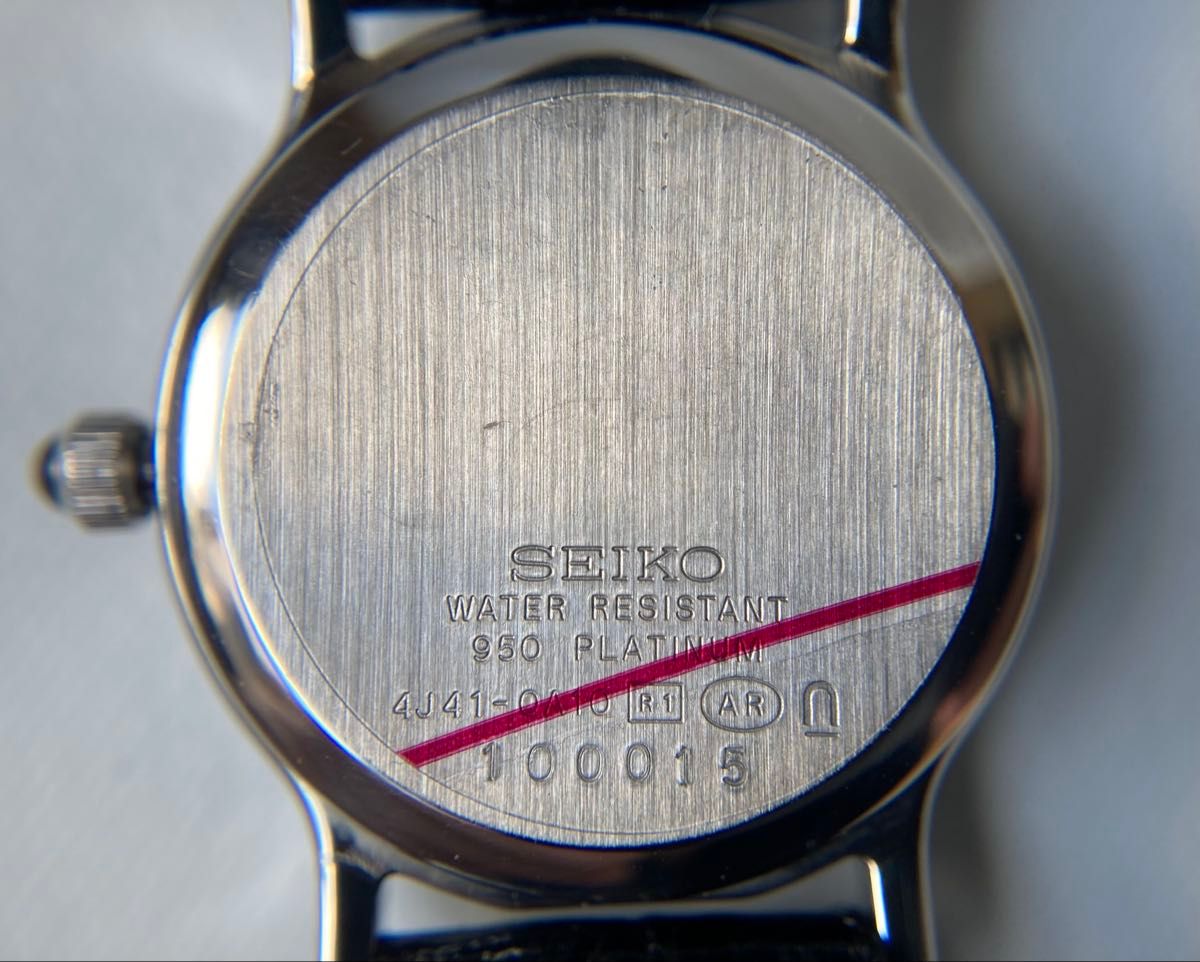 SEIKO
WATER RESISTANT
950 PLATINUM
4J41-0A10 R1 AR
100015